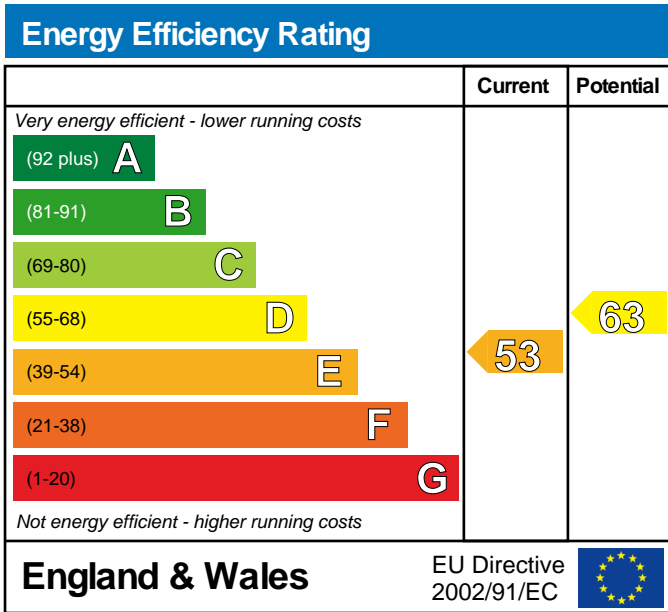 Energy Efficiency Rating
Current Potential
Very energy efficient - lower running costs
(92 plus) A
(81-91) B
(69-80) C
(55-68) D
63
(39-54) E
53
(21-38) F
(1-20) G
Not energy efficient - higher running costs
England & Wales
EU Directive
2002/91/EC